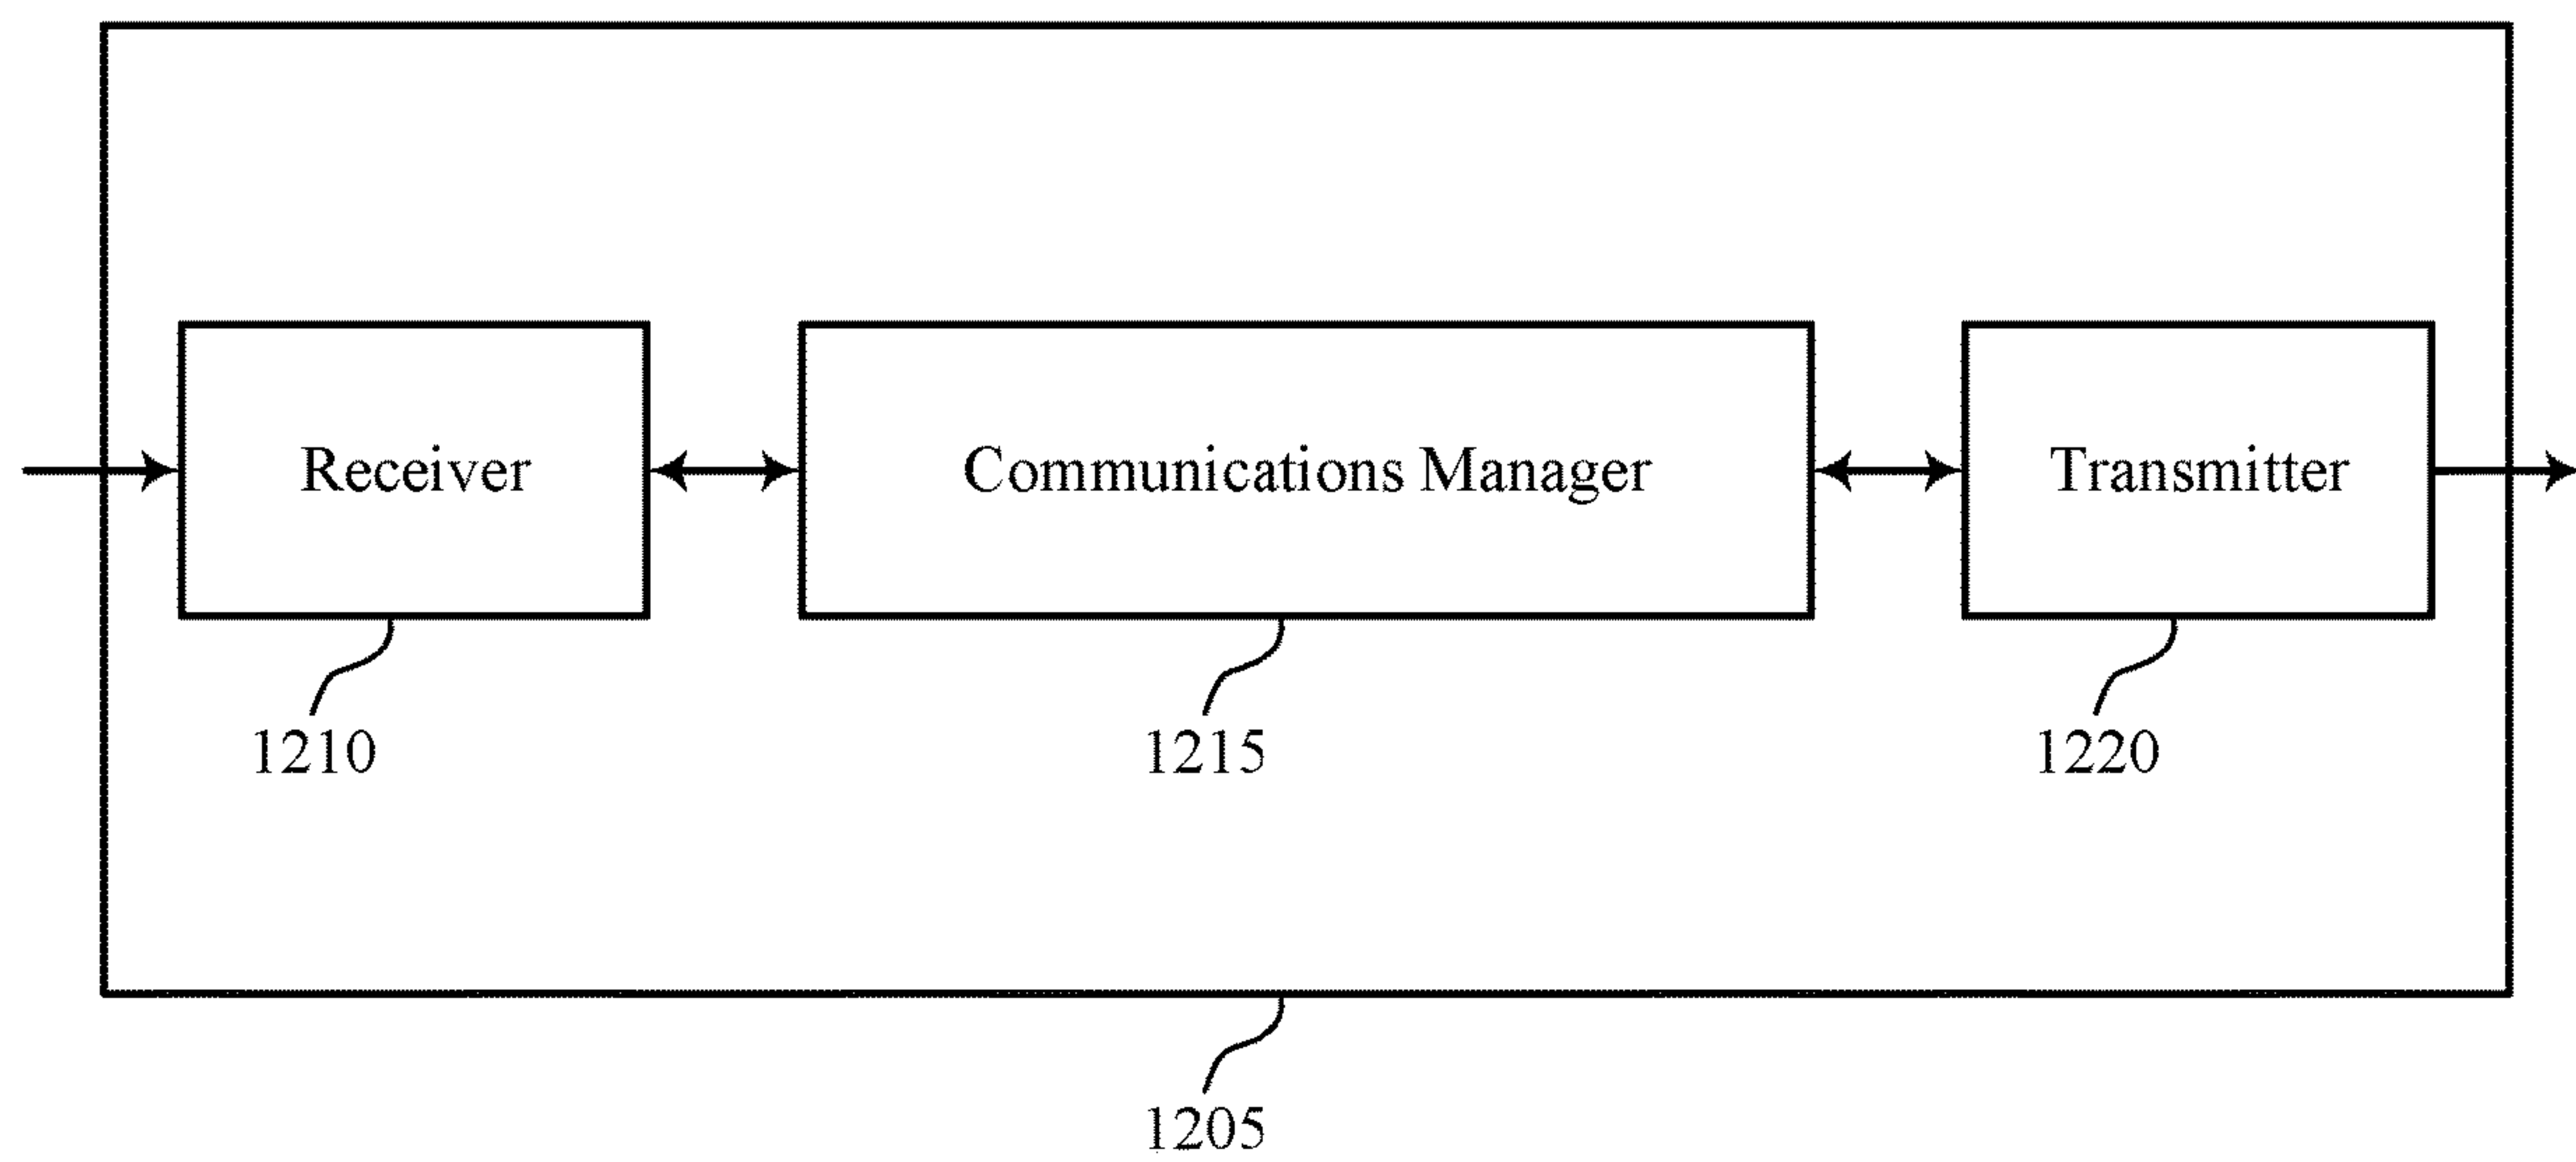 Receiver
Communications Manager
Transmitter
1210
1215
1220
1205